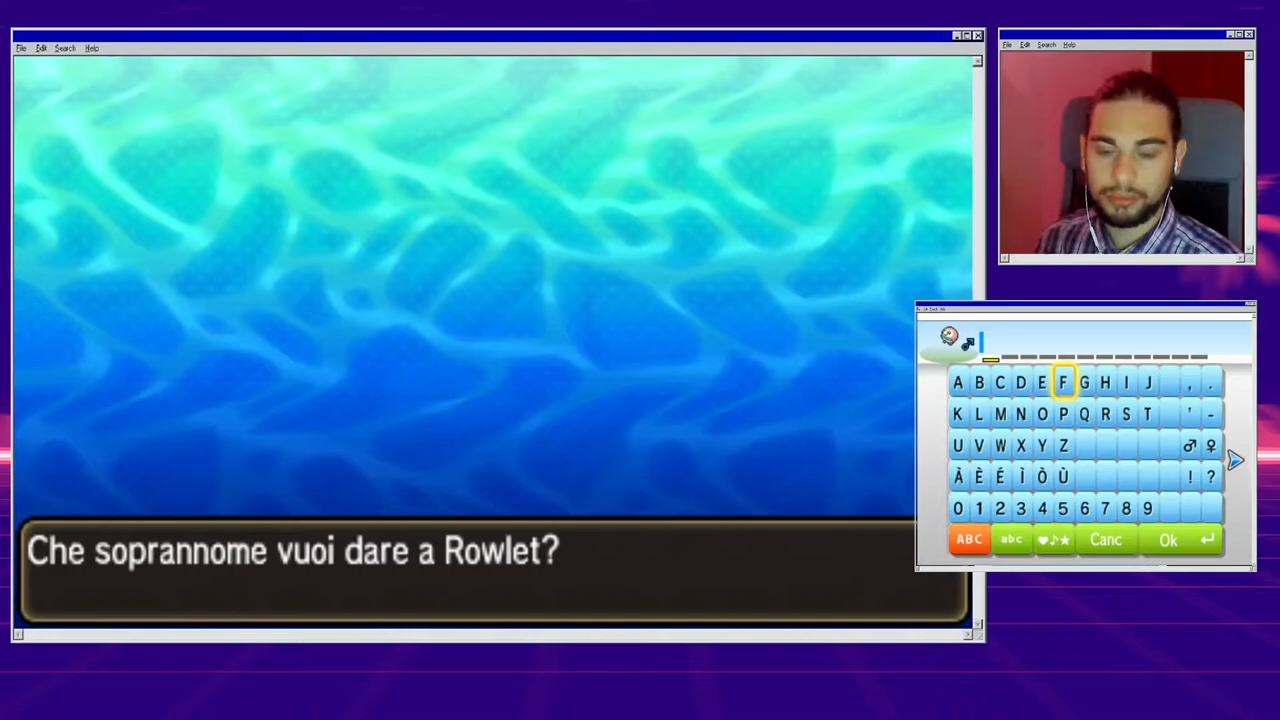 File Edit Search Help
File Edit Search Help
A B C D E F G H I J , .
K L M N O P Q R S T ' -
U V W X Y Z ♂ ♀
À È É Ì Ò Ù ! ?
0 1 2 3 4 5 6 7 8 9
ABC abc ♥♪★ Canc Ok
Che soprannome vuoi dare a Rowlet?